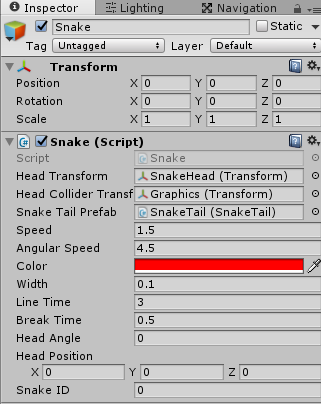 Inspector Lighting Navigation
Snake Static
Tag Untagged Layer Default
Transform
Position X 0 Y 0 Z 0
Rotation X 0 Y 0 Z 0
Scale X 1 Y 1 Z 1
Snake (Script)
Script Snake
Head Transform SnakeHead (Transform)
Head Collider Transf Graphics (Transform)
Snake Tail Prefab SnakeTail (SnakeTail)
Speed 1.5
Angular Speed 4.5
Color
Width 0.1
Line Time 3
Break Time 0.5
Head Angle 0
Head Position
X 0 Y 0 Z 0
Snake ID 0